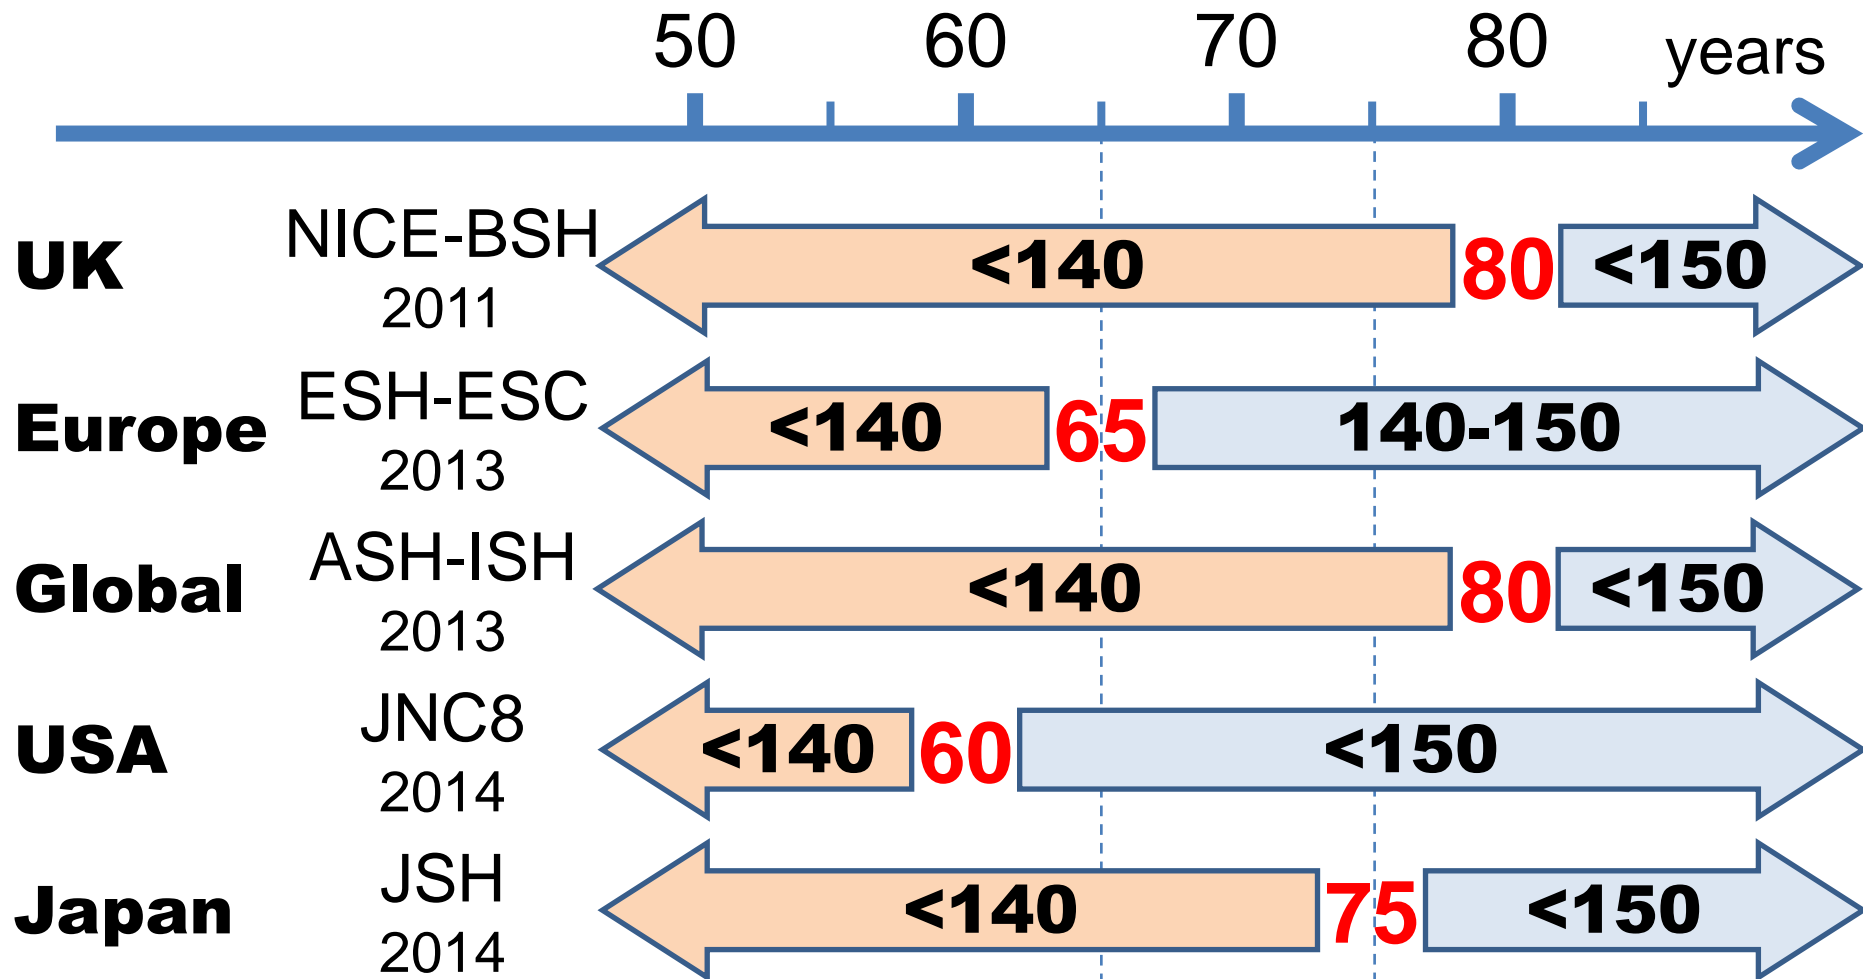 50 60 70 80 years
UK NICE-BSH 2011 <140 80 <150
Europe ESH-ESC 2013 <140 65 140-150
Global ASH-ISH 2013 <140 80 <150
USA JNC8 2014 <140 60 <150
Japan JSH 2014 <140 75 <150